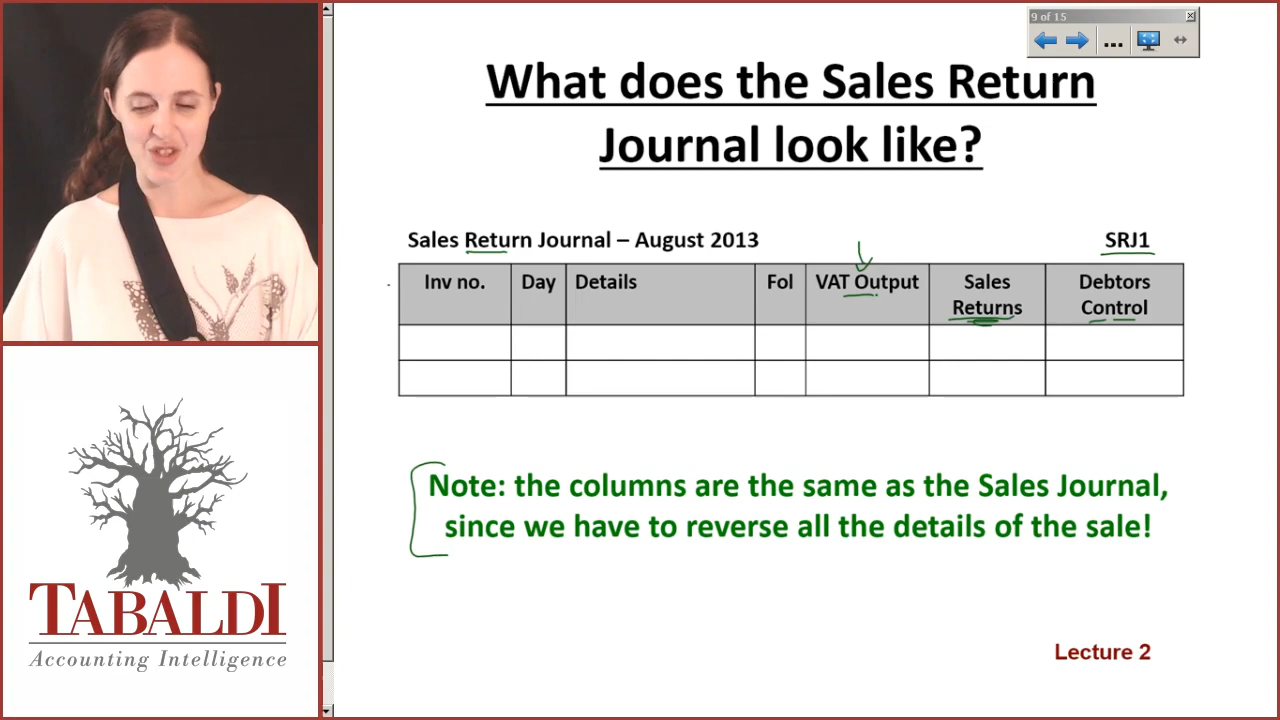 9 of 15
What does the Sales Return
Journal look like?
Sales Return Journal – August 2013 SRJ1
Inv no. Day Details Fol VAT Output Sales Returns Debtors Control
Note: the columns are the same as the Sales Journal,
since we have to reverse all the details of the sale!
TABALDI
Accounting Intelligence
Lecture 2